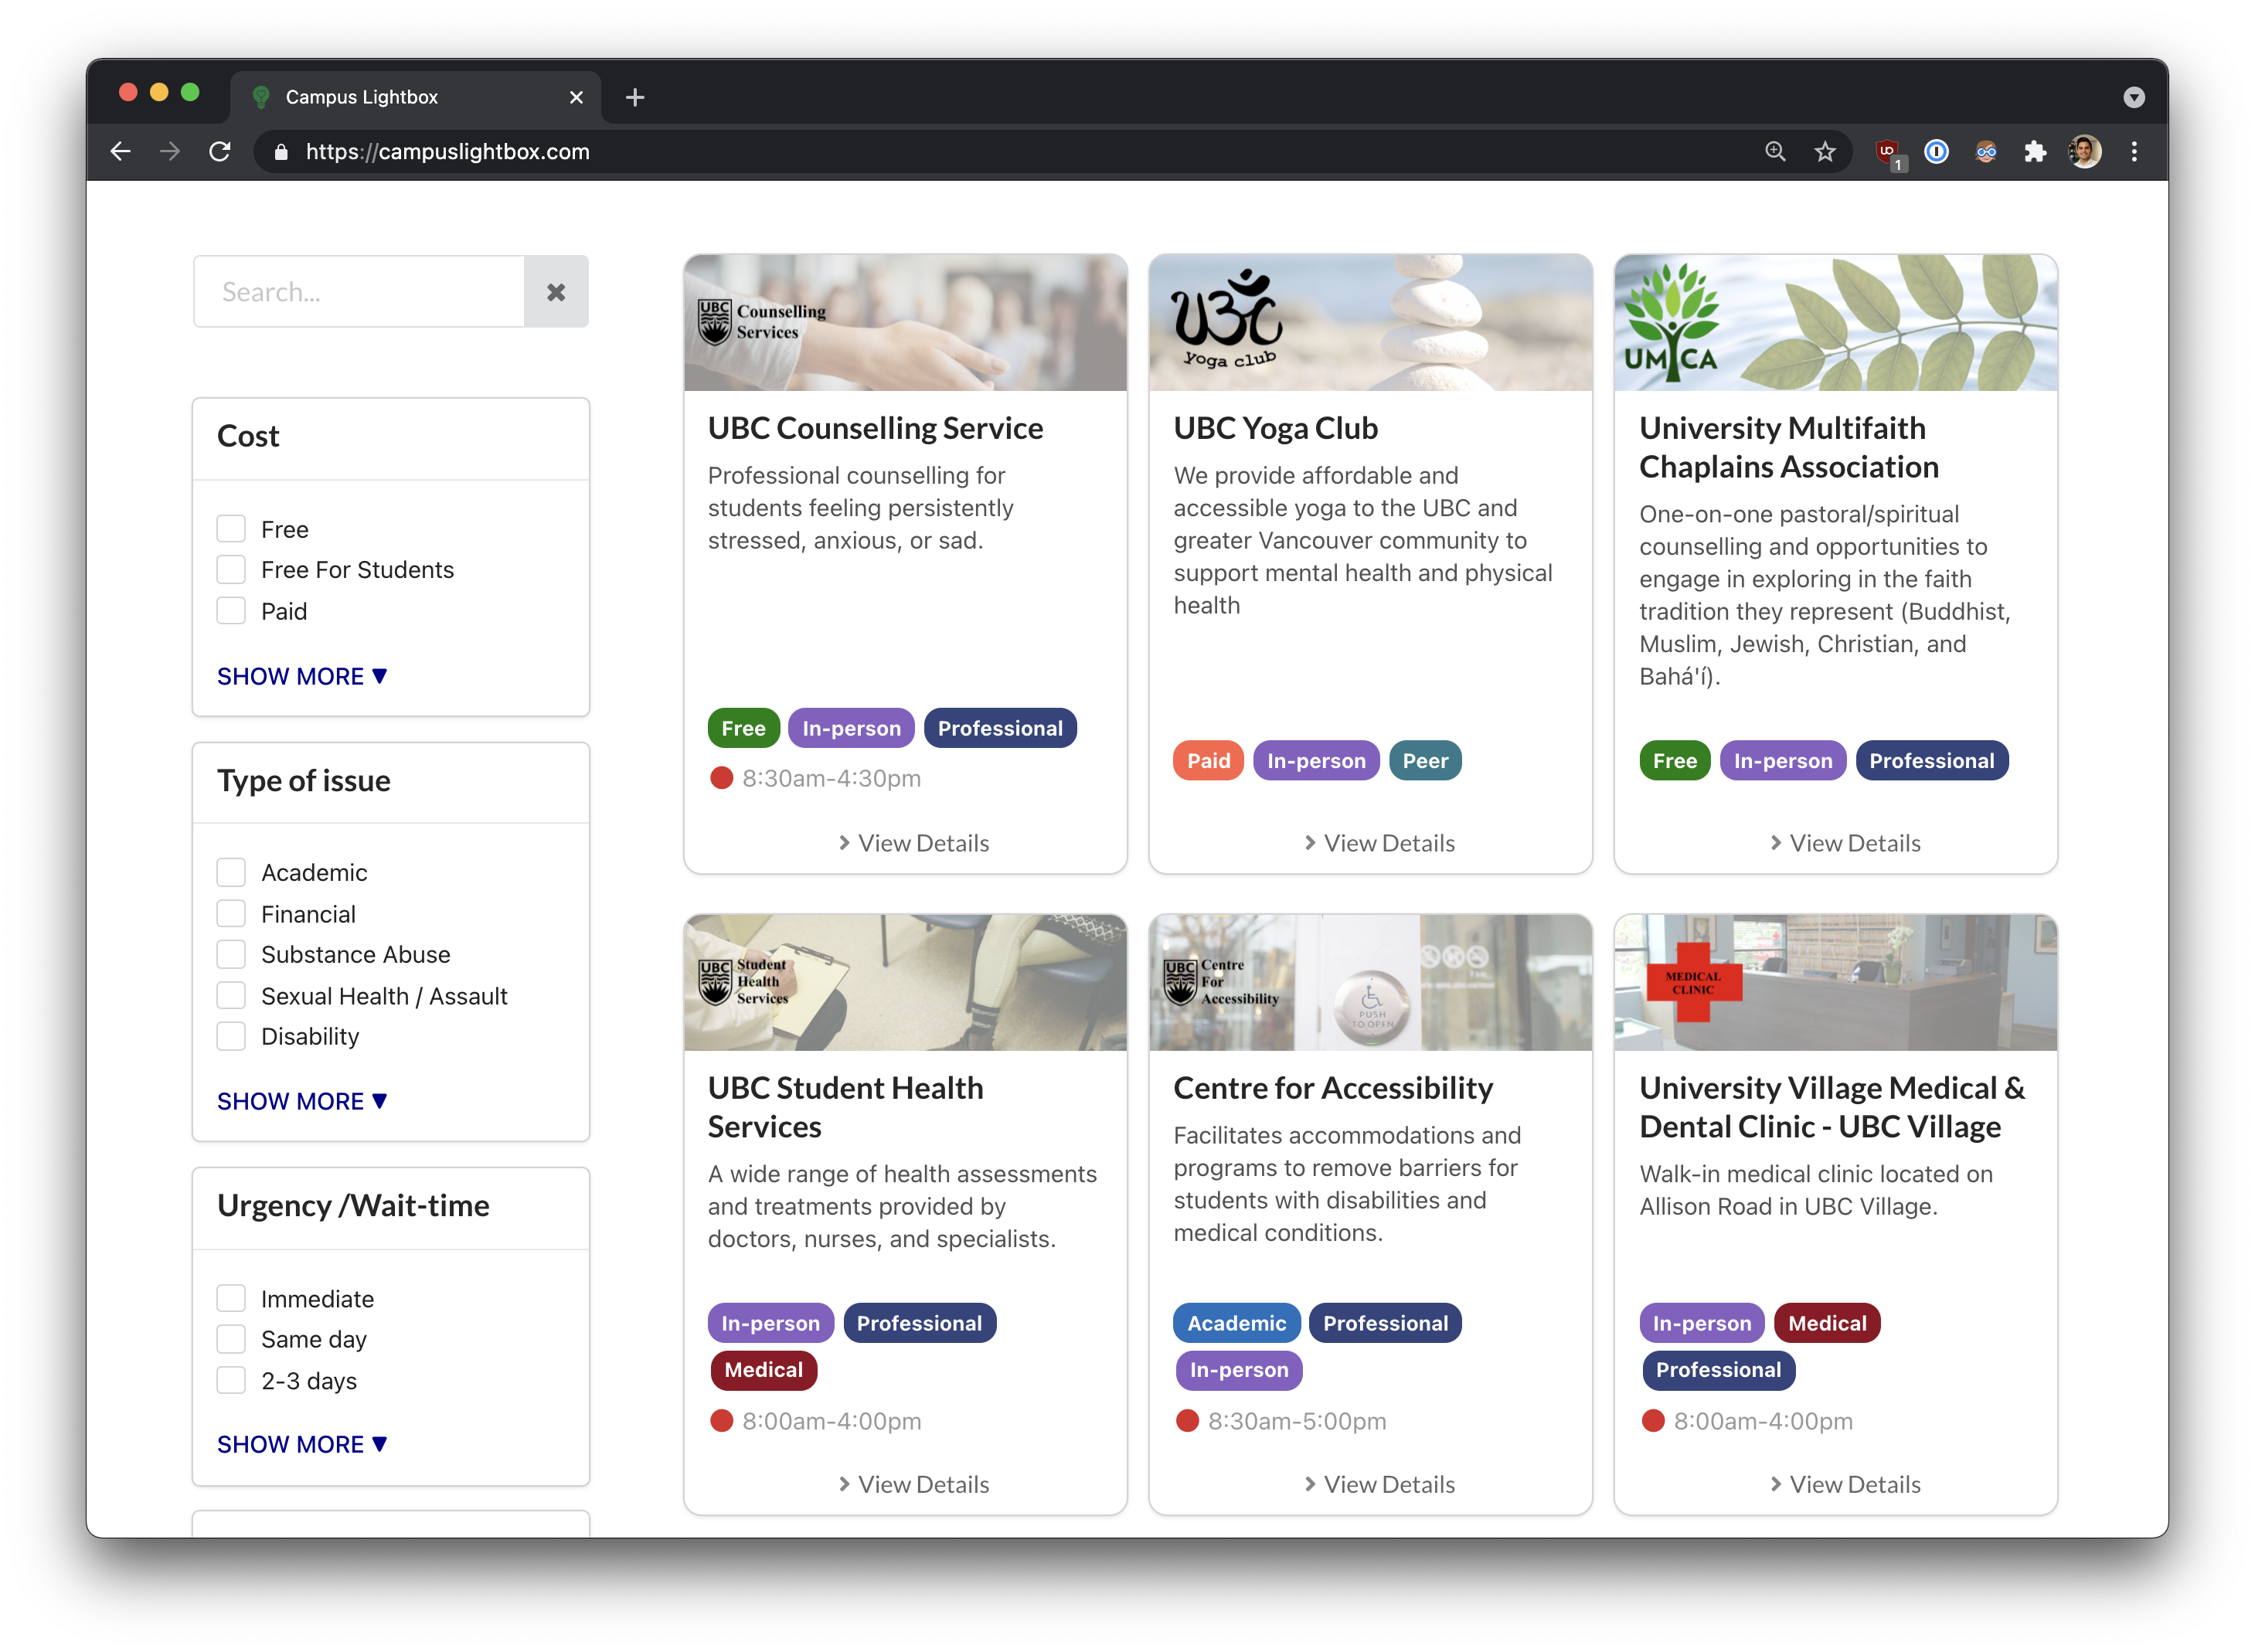 Campus Lightbox
https://campuslightbox.com
1
Search...
Cost
Free
Free For Students
Paid
SHOW MORE ▼
Type of issue
Academic
Financial
Substance Abuse
Sexual Health / Assault
Disability
SHOW MORE ▼
Urgency /Wait-time
Immediate
Same day
2-3 days
SHOW MORE ▼
UBC
Counselling
Services
UBC Counselling Service
Professional counselling for
students feeling persistently
stressed, anxious, or sad.
Free In-person Professional
8:30am-4:30pm
View Details
yoga club
UBC Yoga Club
We provide affordable and
accessible yoga to the UBC and
greater Vancouver community to
support mental health and physical
health
Paid In-person Peer
View Details
UMCA
University Multifaith
Chaplains Association
One-on-one pastoral/spiritual
counselling and opportunities to
engage in exploring in the faith
tradition they represent (Buddhist,
Muslim, Jewish, Christian, and
Bahá'í).
Free In-person Professional
View Details
UBC
Student
Health
Services
UBC Student Health
Services
A wide range of health assessments
and treatments provided by
doctors, nurses, and specialists.
In-person Professional
Medical
8:00am-4:00pm
View Details
UBC
Centre
For
Accessibility
PUSH
TO OPEN
Centre for Accessibility
Facilitates accommodations and
programs to remove barriers for
students with disabilities and
medical conditions.
Academic Professional
In-person
8:30am-5:00pm
View Details
MEDICAL
CLINIC
University Village Medical &
Dental Clinic - UBC Village
Walk-in medical clinic located on
Allison Road in UBC Village.
In-person Medical
Professional
8:00am-4:00pm
View Details